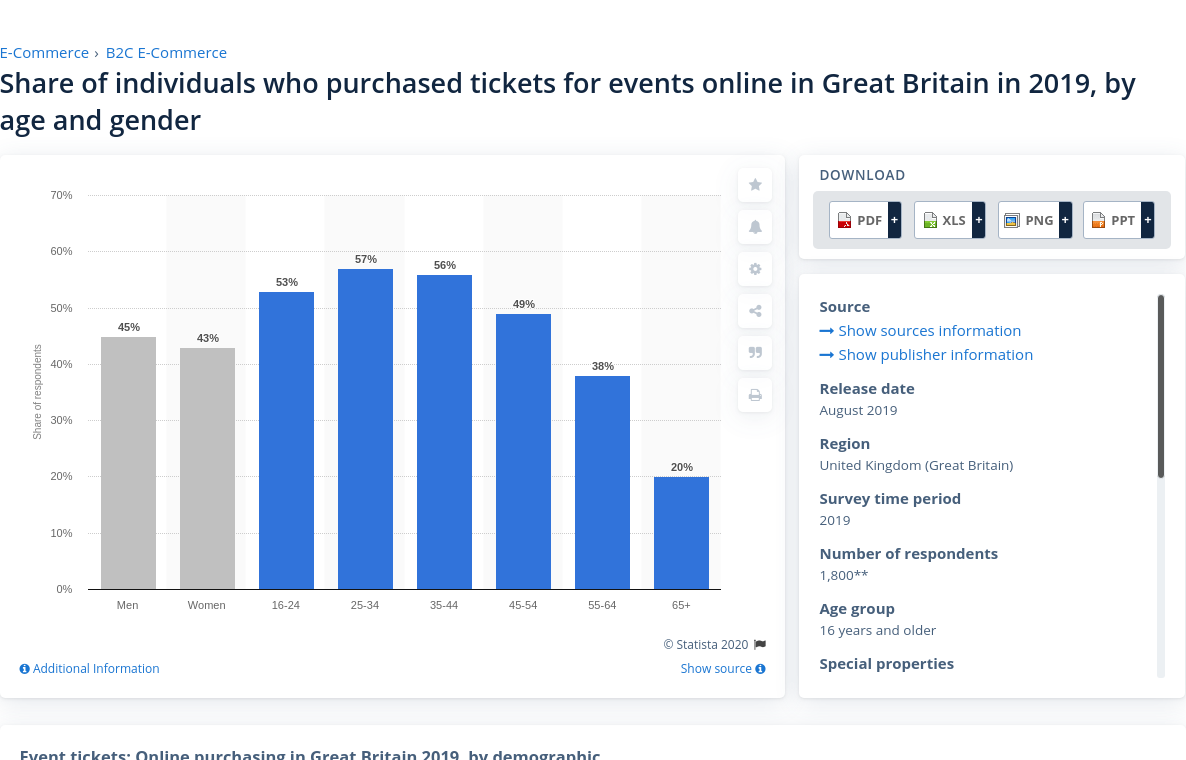 E-Commerce › B2C E-Commerce
Share of individuals who purchased tickets for events online in Great Britain in 2019, by
age and gender
70%
60%
50%
40%
30%
20%
10%
0%
Share of respondents
45%
43%
53%
57%
56%
49%
38%
20%
Men Women 16-24 25-34 35-44 45-54 55-64 65+
© Statista 2020
Additional Information
Show source
DOWNLOAD
PDF + XLS + PNG + PPT +
Source
Show sources information
Show publisher information
Release date
August 2019
Region
United Kingdom (Great Britain)
Survey time period
2019
Number of respondents
1,800**
Age group
16 years and older
Special properties
Event tickets: Online purchasing in Great Britain 2019, by demographic